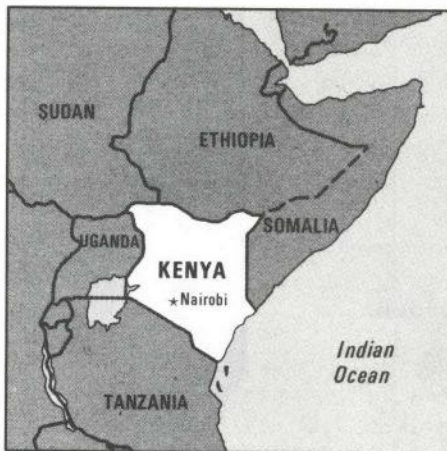 SUDAN
ETHIOPIA
UGANDA
SOMALIA
KENYA
★Nairobi
Indian
Ocean
TANZANIA